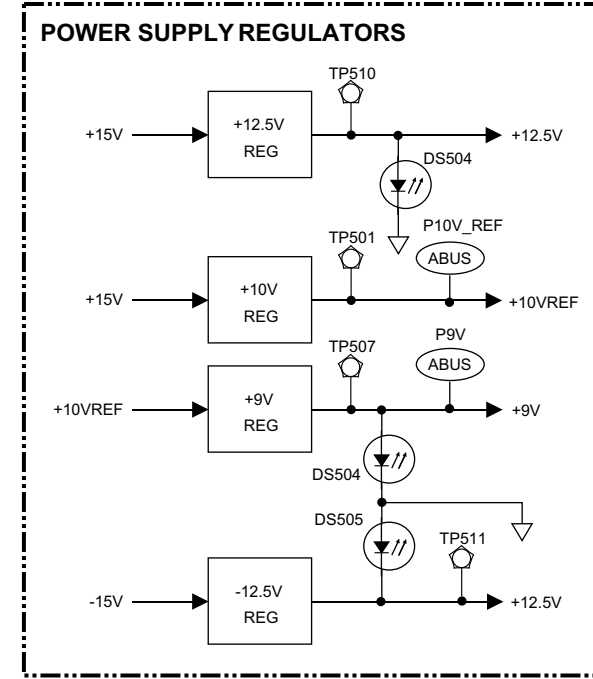 POWER SUPPLY REGULATORS
TP510
+15V
+12.5V
REG
+12.5V
DS504
P10V_REF
TP501
ABUS
+15V
+10V
REG
+10VREF
TP507
P9V
ABUS
+10VREF
+9V
REG
+9V
DS504
DS505
TP511
-15V
-12.5V
REG
+12.5V